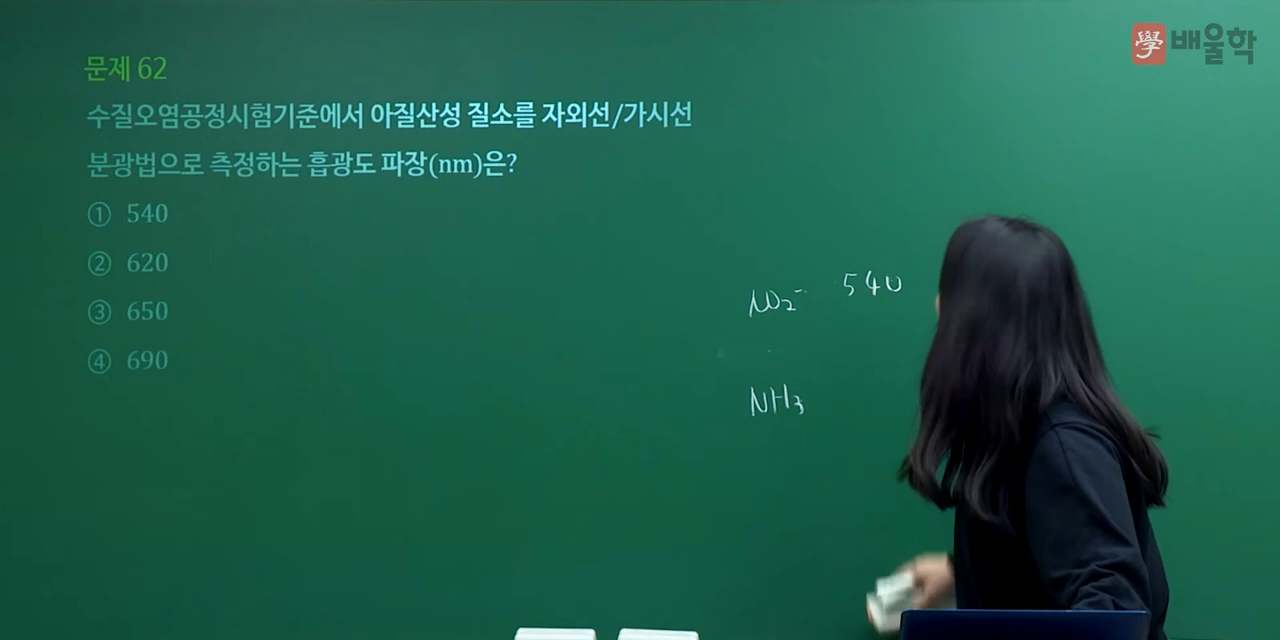 學 배울학
문제 62
수질오염공정시험기준에서 아질산성 질소를 자외선/가시선
분광법으로 측정하는 흡광도 파장(nm)은?
① 540
② 620
③ 650
④ 690
NO₂⁻ 540
NH₃